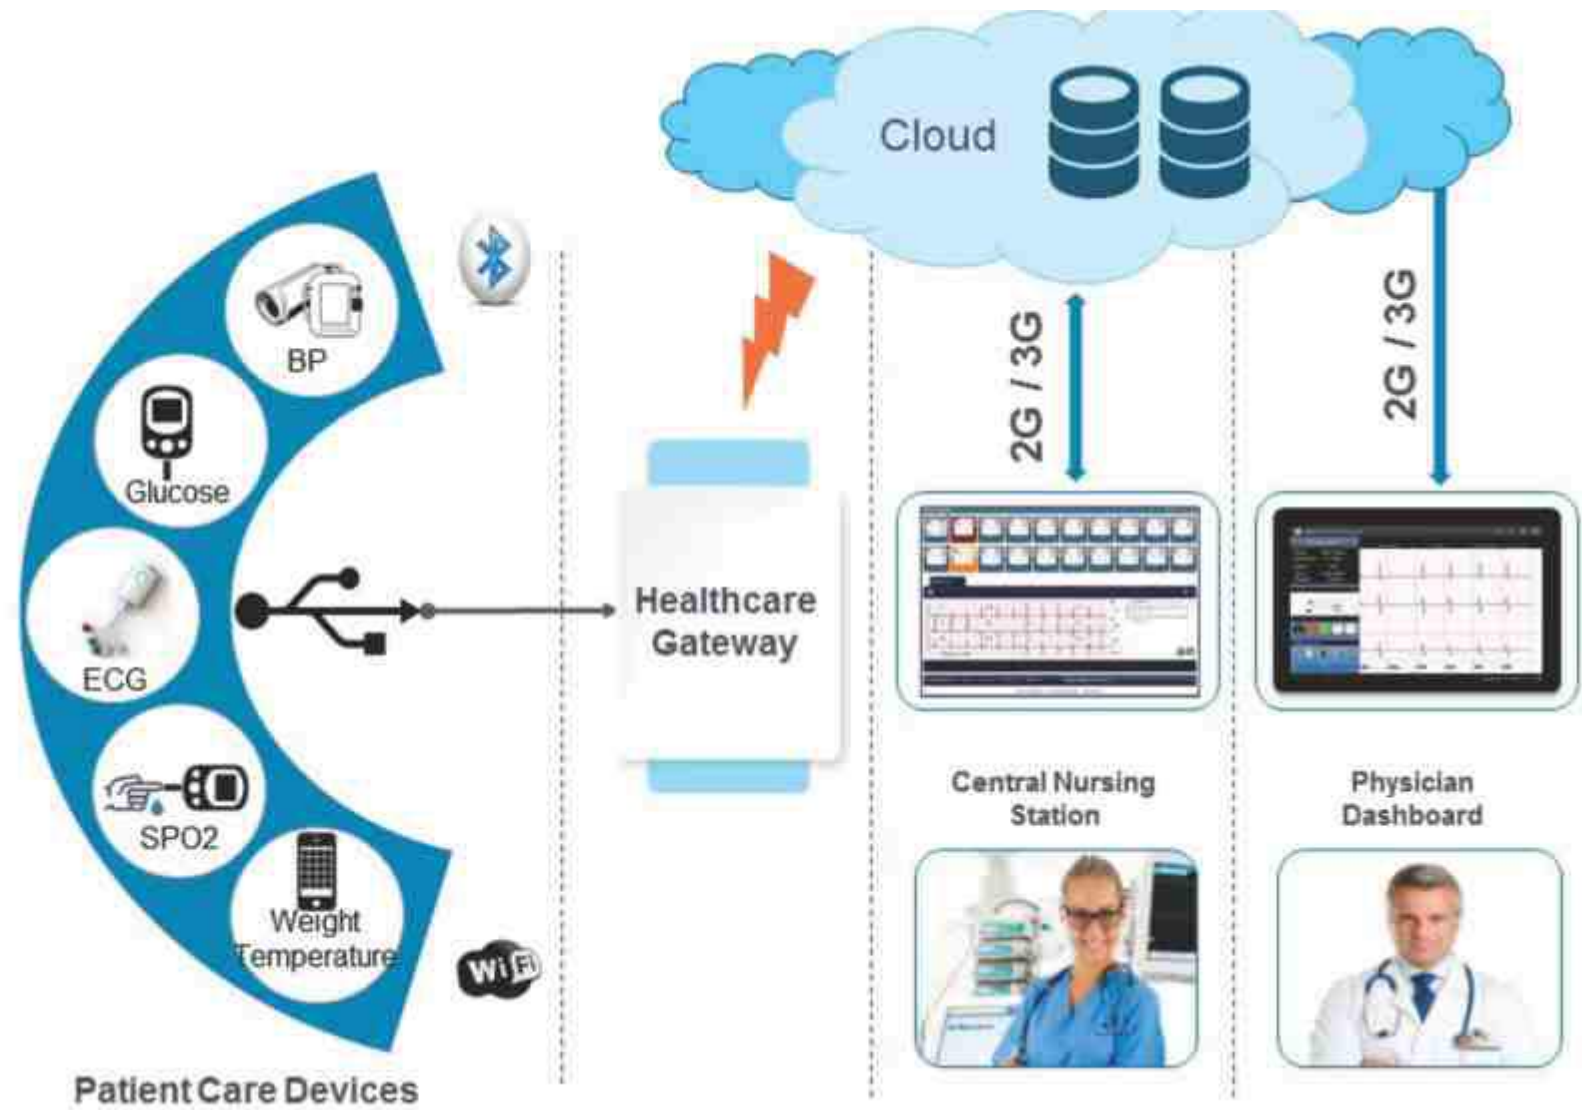 Cloud
BP
Glucose
ECG
SPO2
Weight
Temperature
WiFi
Patient Care Devices
Healthcare
Gateway
2G / 3G
2G / 3G
Central Nursing
Station
Physician
Dashboard